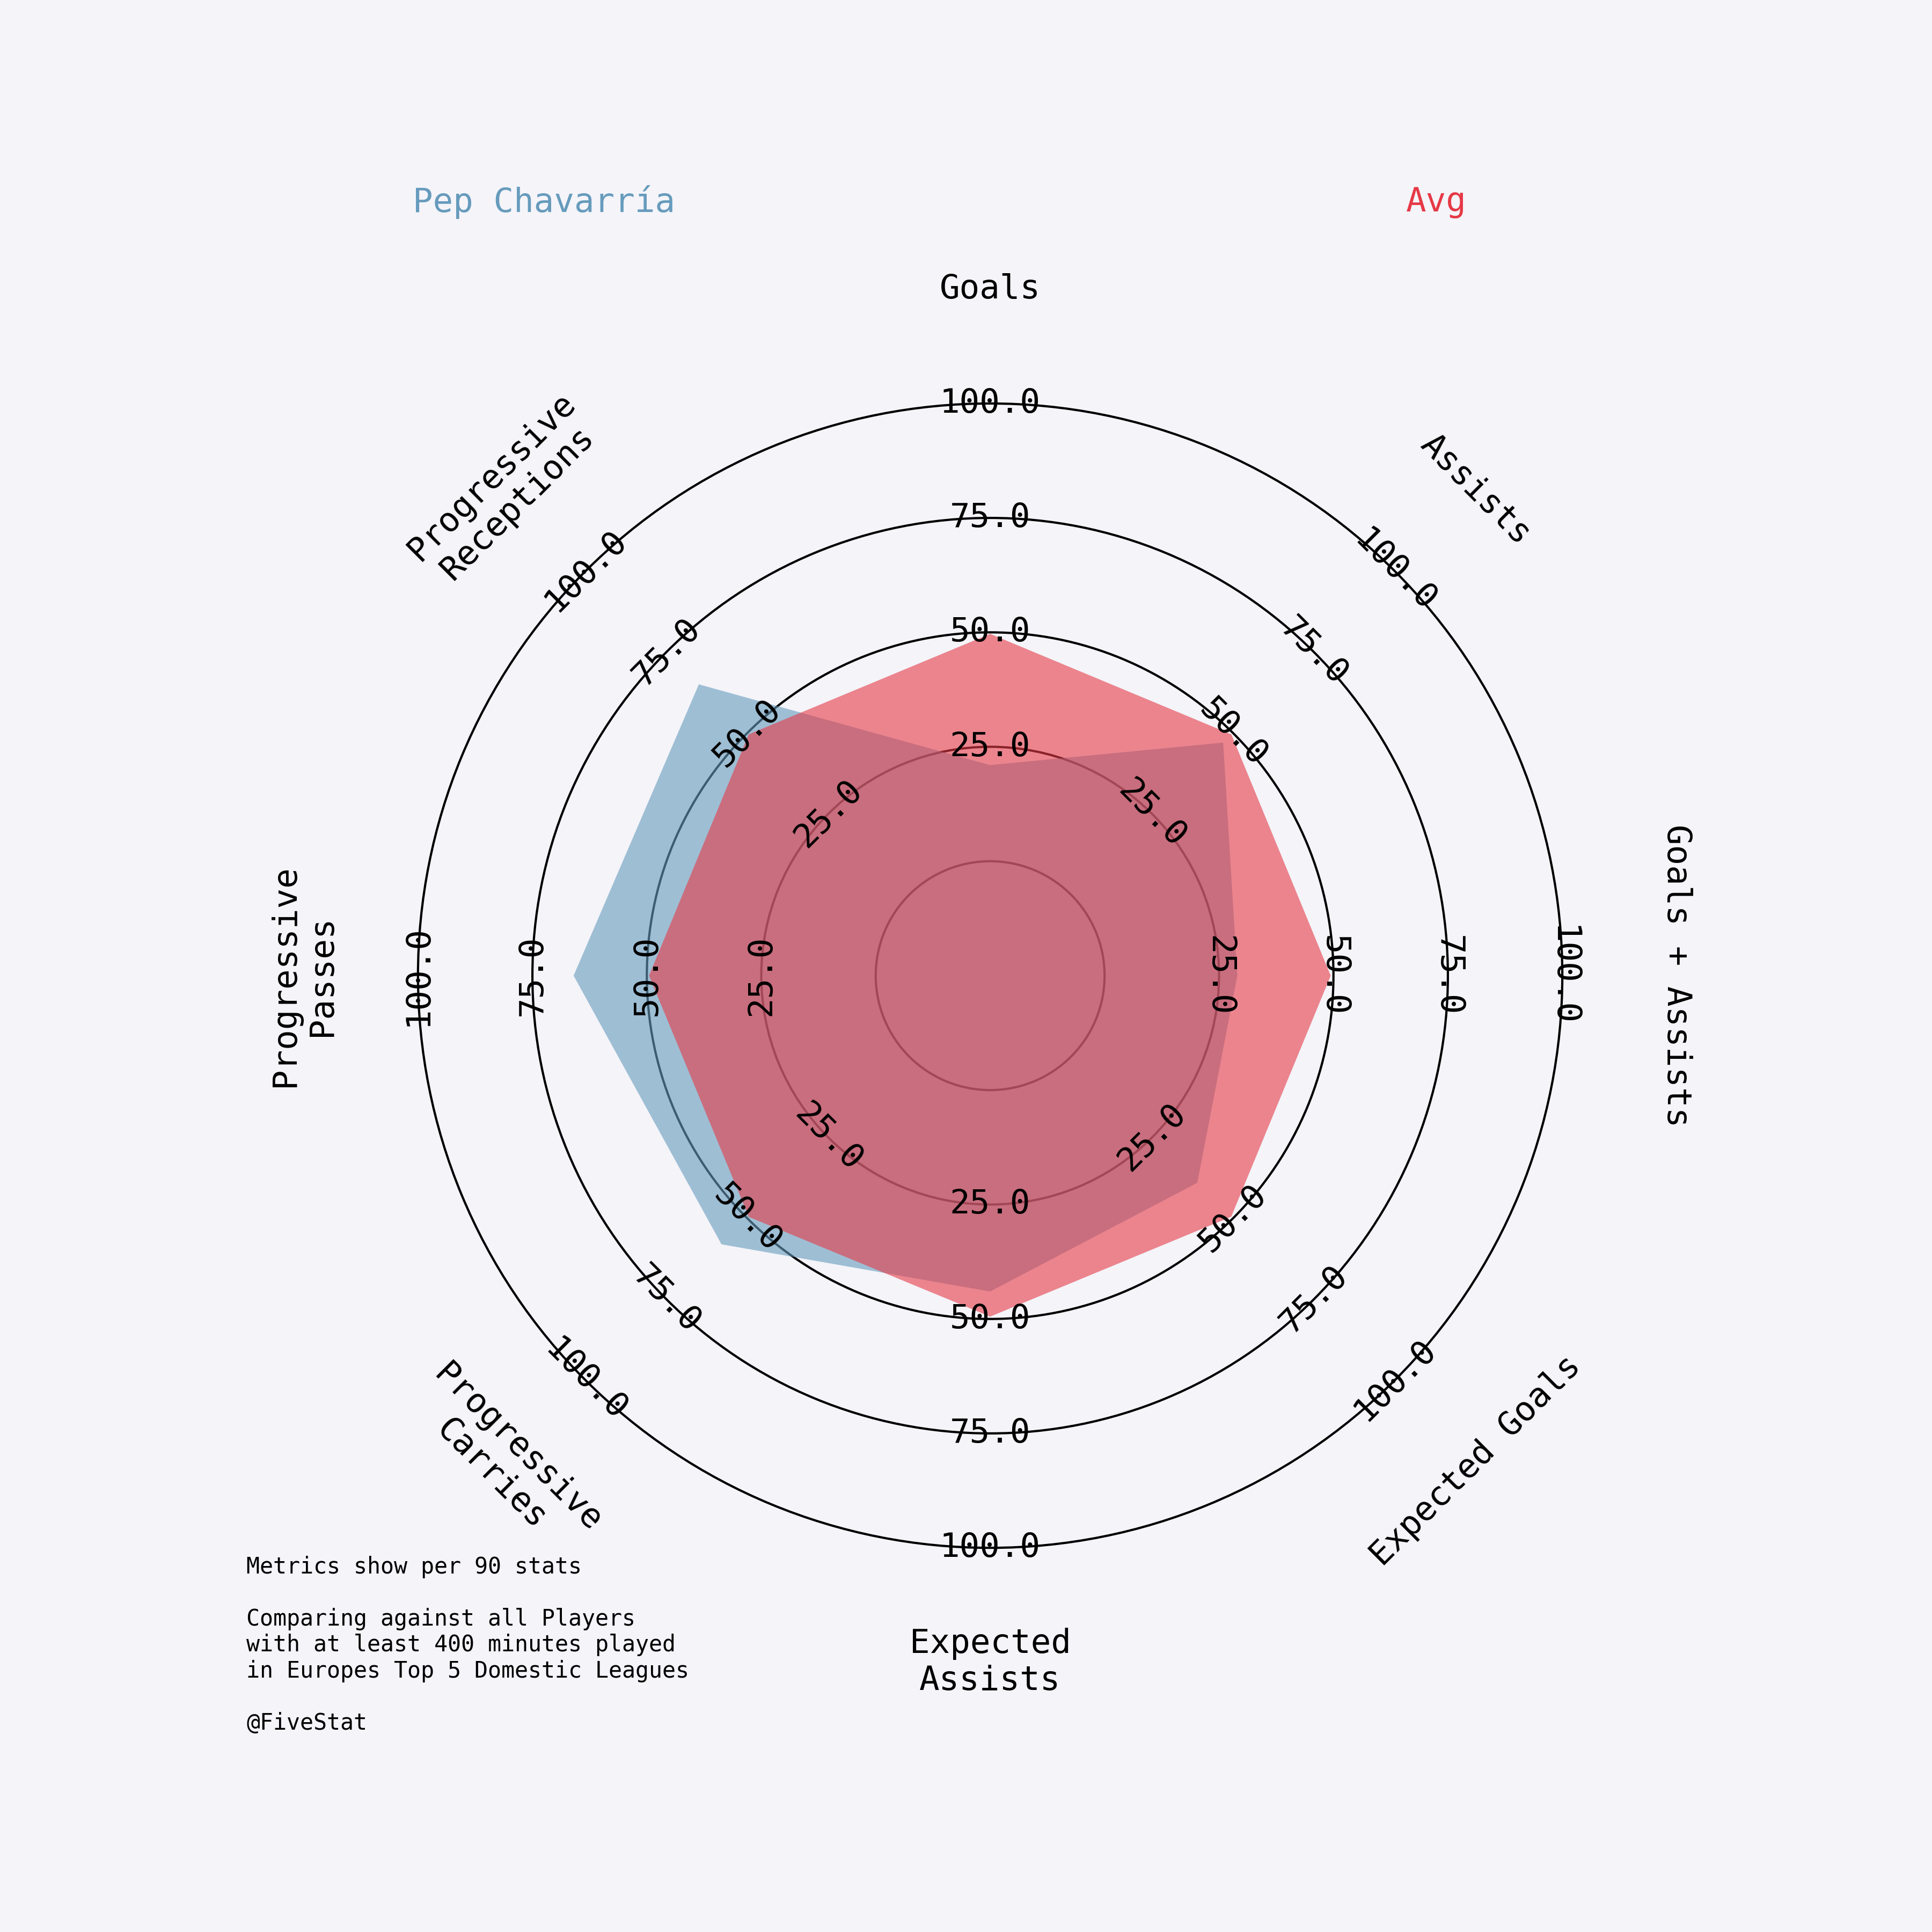 Pep Chavarría
Avg
Goals
Assists
Goals + Assists
Expected Goals
Expected
Assists
Progressive
Carries
Progressive
Passes
Progressive
Receptions
100.0
75.0
50.0
25.0
100.0
75.0
50.0
25.0
100.0
75.0
50.0
25.0
100.0
75.0
50.0
25.0
25.0
50.0
75.0
100.0
25.0
50.0
75.0
100.0
100.0
75.0
50.0
25.0
100.0
75.0
50.0
25.0
Metrics show per 90 stats
Comparing against all Players
with at least 400 minutes played
in Europes Top 5 Domestic Leagues
@FiveStat